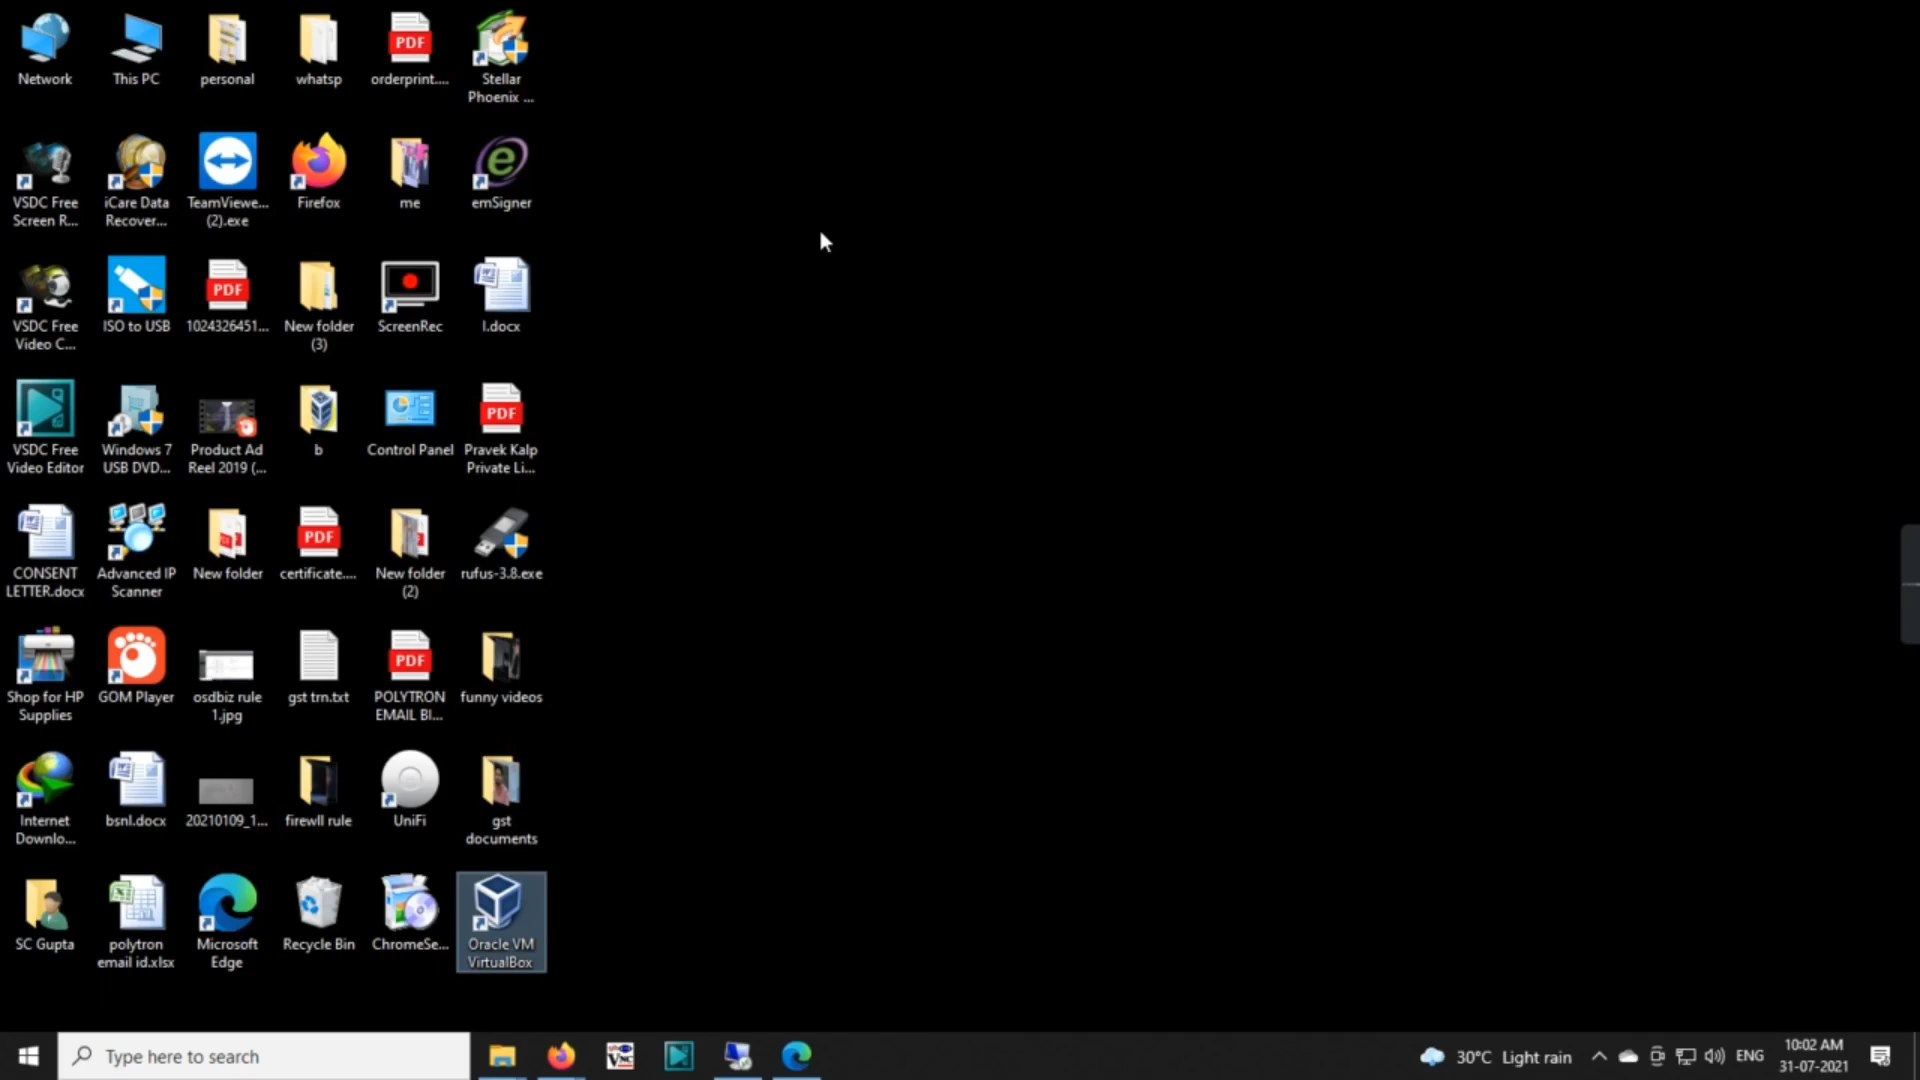 Network
This PC
personal
whatsp
orderprint....
Stellar
Phoenix ...
VSDC Free
Screen R...
iCare Data
Recover...
TeamViewe...
(2).exe
Firefox
me
emSigner
VSDC Free
Video C...
ISO to USB
PDF
1024326451...
New folder
(3)
ScreenRec
l.docx
VSDC Free
Video Editor
Windows 7
USB DVD...
Product Ad
Reel 2019 (...
b
Control Panel
PDF
Pravek Kalp
Private Li...
CONSENT
LETTER.docx
Advanced IP
Scanner
New folder
PDF
certificate....
New folder
(2)
rufus-3.8.exe
Shop for HP
Supplies
GOM Player
osdbiz rule
1.jpg
gst trn.txt
PDF
POLYTRON
EMAIL BI...
funny videos
Internet
Downlo...
bsnl.docx
20210109_1...
firewll rule
UniFi
gst
documents
SC Gupta
polytron
email id.xlsx
Microsoft
Edge
Recycle Bin
ChromeSe...
Oracle VM
VirtualBox
Type here to search
30°C Light rain
ENG
10:02 AM
31-07-2021